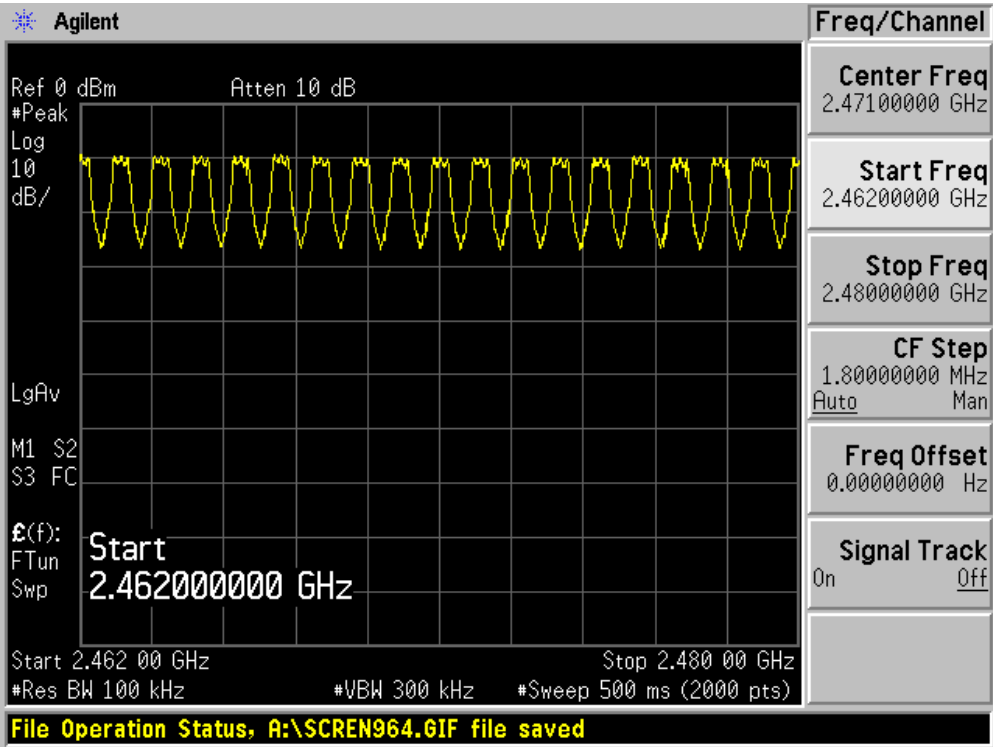 Agilent
Freq/Channel
Ref 0 dBm Atten 10 dB
#Peak
Log
10
dB/
LgAv
M1 S2
S3 FC
£(f):
FTun
Swp
Start
2.462000000 GHz
Start 2.462 00 GHz Stop 2.480 00 GHz
#Res BW 100 kHz #VBW 300 kHz #Sweep 500 ms (2000 pts)
File Operation Status, A:\SCREN964.GIF file saved
Center Freq
2.47100000 GHz
Start Freq
2.46200000 GHz
Stop Freq
2.48000000 GHz
CF Step
1.80000000 MHz
Auto Man
Freq Offset
0.00000000 Hz
Signal Track
On Off